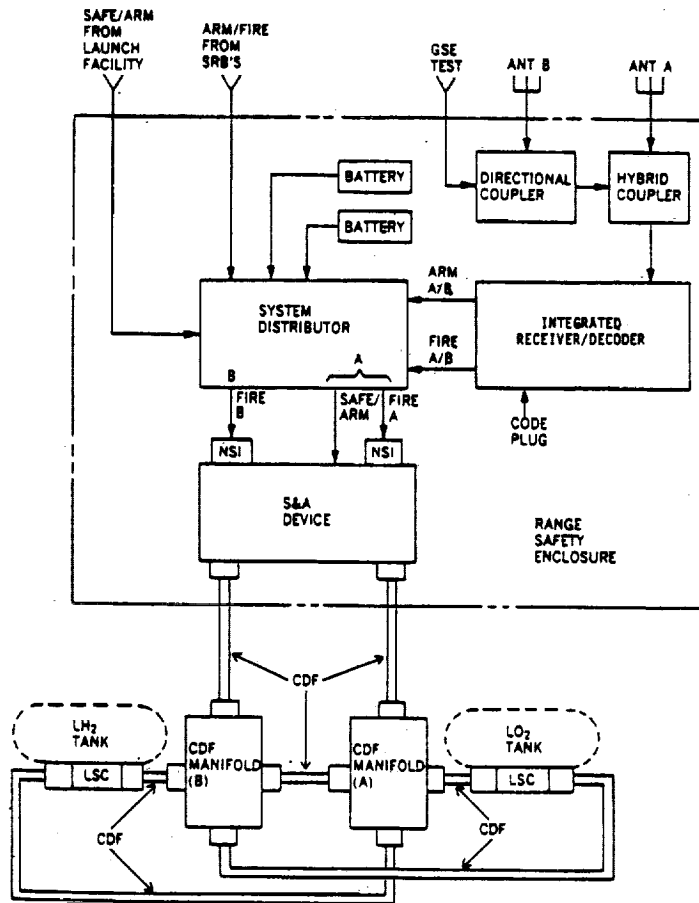 SAFE/ARM
FROM
LAUNCH
FACILITY
ARM/FIRE
FROM
SRB'S
GSE
TEST
ANT B
ANT A
BATTERY
BATTERY
DIRECTIONAL
COUPLER
HYBRID
COUPLER
SYSTEM
DISTRIBUTOR
ARM
A/B
FIRE
A/B
INTEGRATED
RECEIVER/DECODER
CODE
PLUG
B
A
FIRE
B
SAFE/
ARM
FIRE
A
NSI
NSI
S&A
DEVICE
RANGE
SAFETY
ENCLOSURE
CDF
LH2
TANK
LSC
CDF
MANIFOLD
(B)
CDF
MANIFOLD
(A)
LO2
TANK
LSC
CDF
CDF